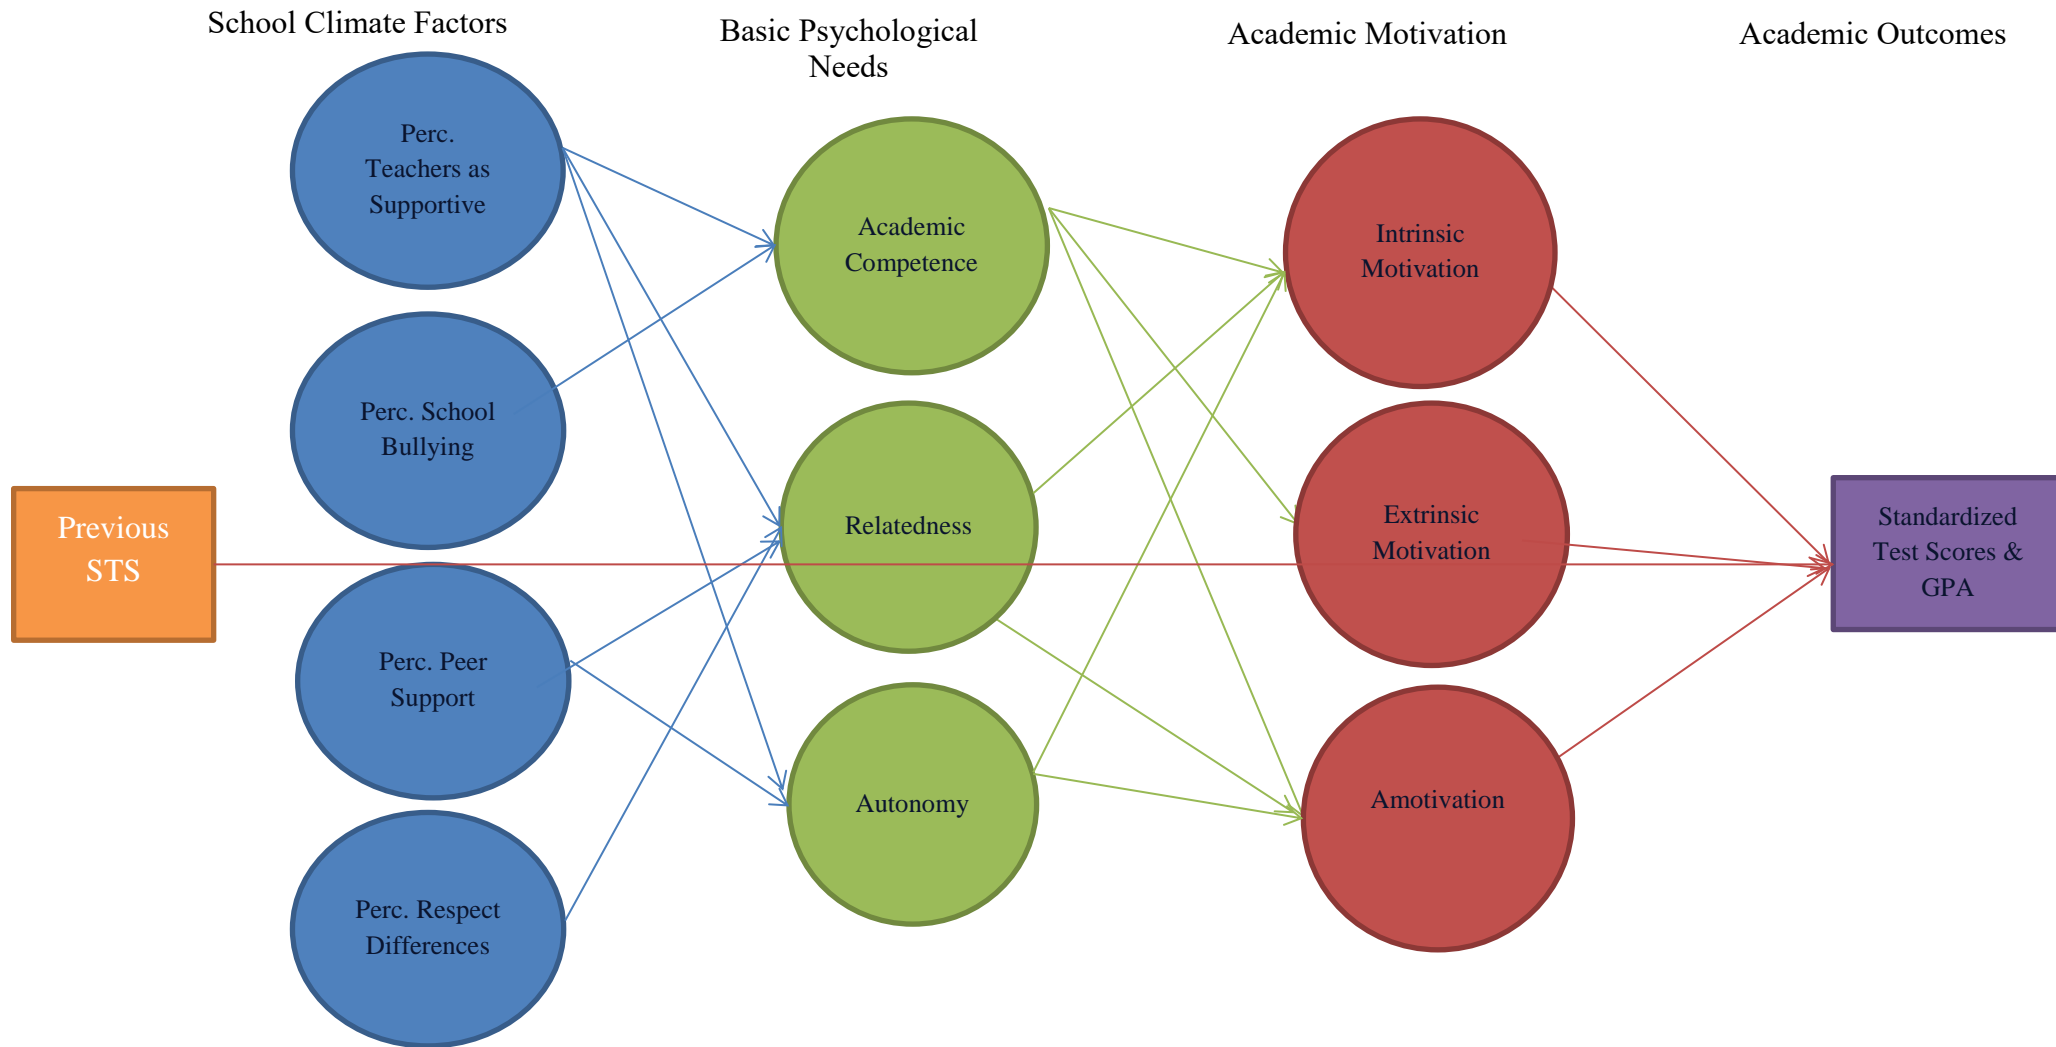 School Climate Factors
Basic Psychological
Needs
Academic Motivation
Academic Outcomes
Perc.
Teachers as
Supportive
Perc. School
Bullying
Perc. Peer
Support
Perc. Respect
Differences
Previous
STS
Academic
Competence
Relatedness
Autonomy
Intrinsic
Motivation
Extrinsic
Motivation
Amotivation
Standardized
Test Scores &
GPA